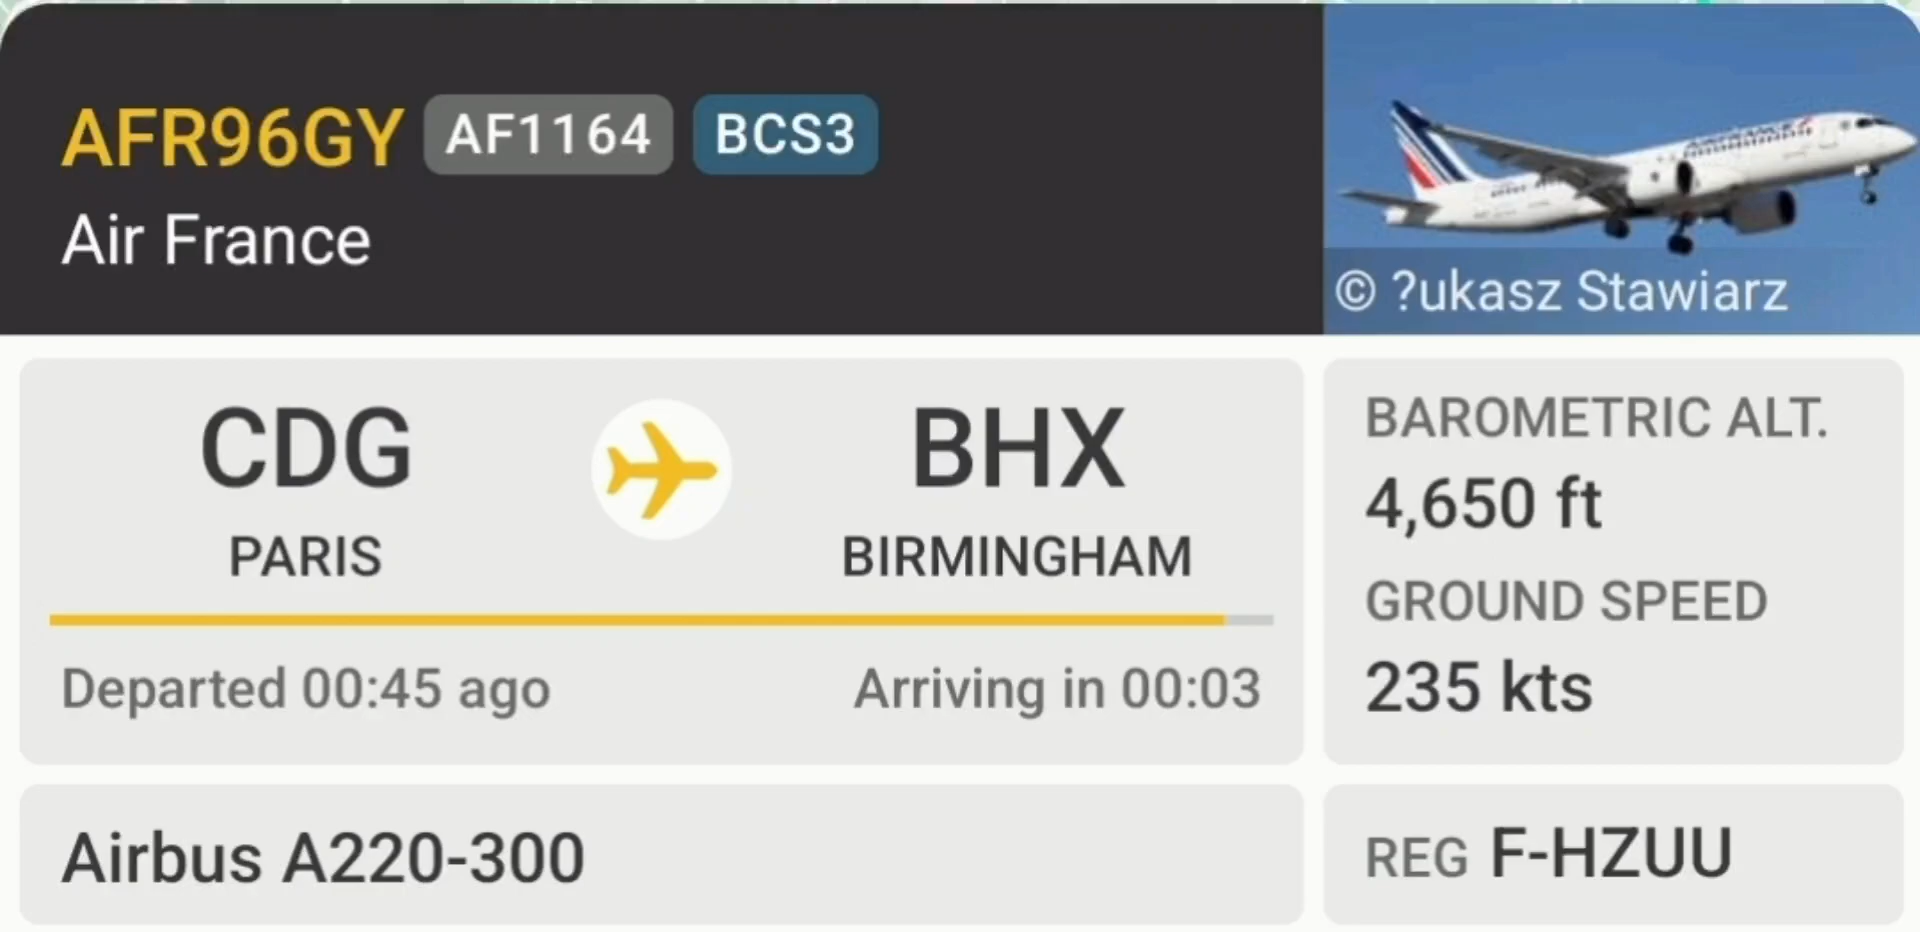 AFR96GY AF1164 BCS3
Air France
© ?ukasz Stawiarz
CDG BHX
PARIS BIRMINGHAM
Departed 00:45 ago Arriving in 00:03
BAROMETRIC ALT.
4,650 ft
GROUND SPEED
235 kts
Airbus A220-300
REG F-HZUU